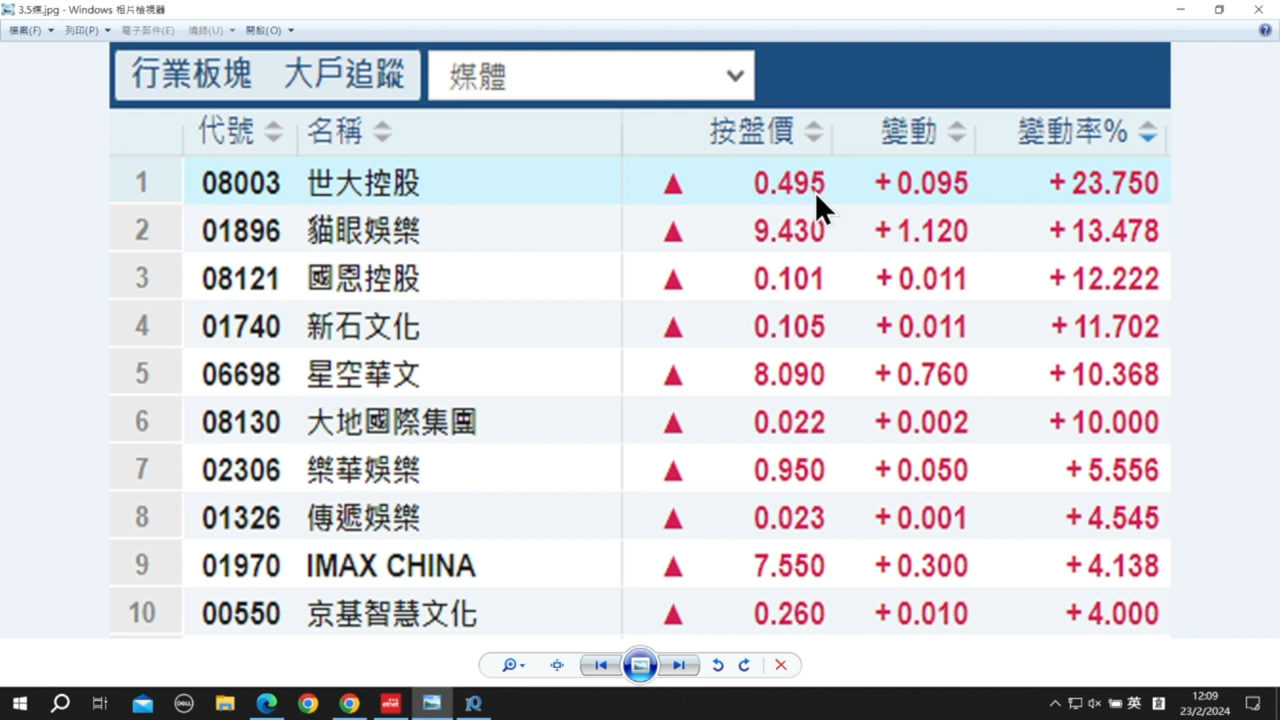 3.5媒.jpg - Windows 相片檢視器
檔案(F) 列印(P) 電子郵件(E) 燒錄(U) 開啟(O)
行業板塊 大戶追蹤 媒體
代號 名稱 按盤價 變動 變動率%
1 08003 世大控股 ▲ 0.495 +0.095 +23.750
2 01896 貓眼娛樂 ▲ 9.430 +1.120 +13.478
3 08121 國恩控股 ▲ 0.101 +0.011 +12.222
4 01740 新石文化 ▲ 0.105 +0.011 +11.702
5 06698 星空華文 ▲ 8.090 +0.760 +10.368
6 08130 大地國際集團 ▲ 0.022 +0.002 +10.000
7 02306 樂華娛樂 ▲ 0.950 +0.050 +5.556
8 01326 傳遞娛樂 ▲ 0.023 +0.001 +4.545
9 01970 IMAX CHINA ▲ 7.550 +0.300 +4.138
10 00550 京基智慧文化 ▲ 0.260 +0.010 +4.000
DELL etnet IQ 英 12:09
23/2/2024